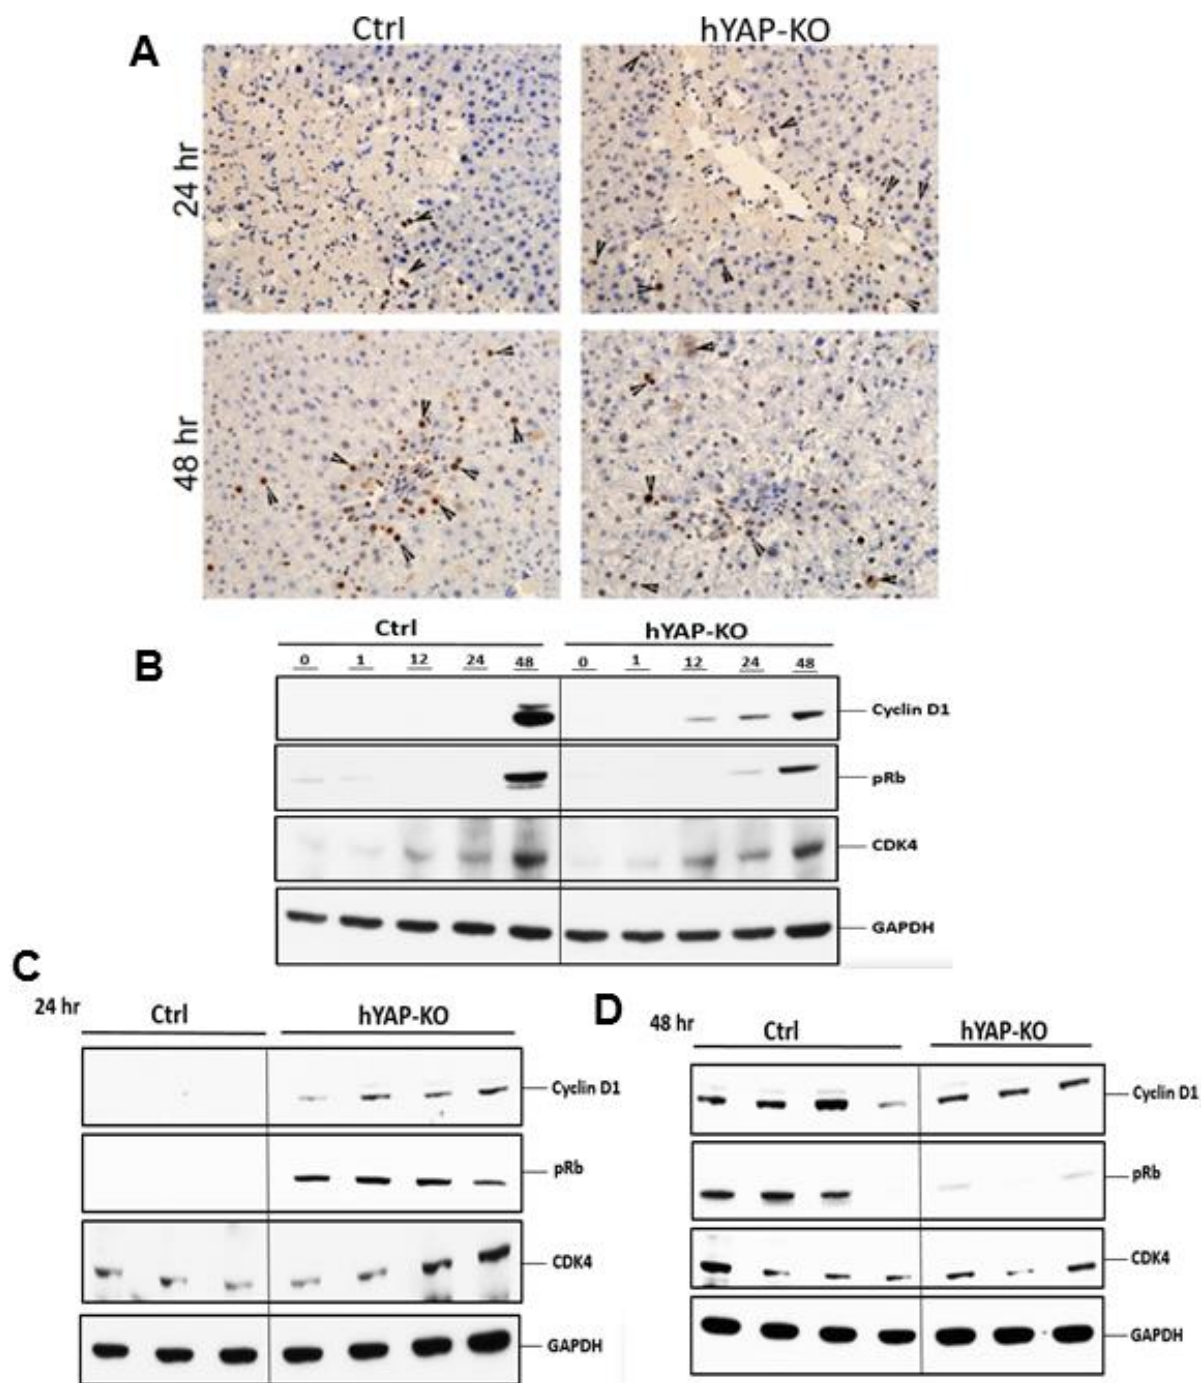 A
Ctrl hYAP-KO
24 hr
48 hr
B
Ctrl hYAP-KO
0 1 12 24 48 0 1 12 24 48
Cyclin D1
pRb
CDK4
GAPDH
C
24 hr Ctrl hYAP-KO
Cyclin D1
pRb
CDK4
GAPDH
D
48 hr Ctrl hYAP-KO
Cyclin D1
pRb
CDK4
GAPDH